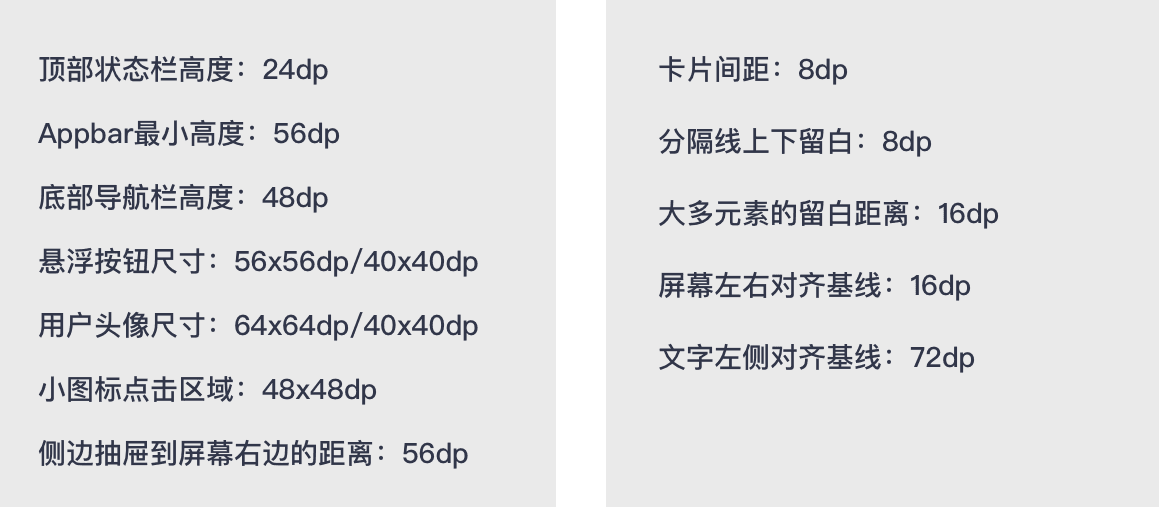 顶部状态栏高度：24dp
Appbar最小高度：56dp
底部导航栏高度：48dp
悬浮按钮尺寸：56x56dp/40x40dp
用户头像尺寸：64x64dp/40x40dp
小图标点击区域：48x48dp
侧边抽屉到屏幕右边的距离：56dp
卡片间距：8dp
分隔线上下留白：8dp
大多元素的留白距离：16dp
屏幕左右对齐基线：16dp
文字左侧对齐基线：72dp